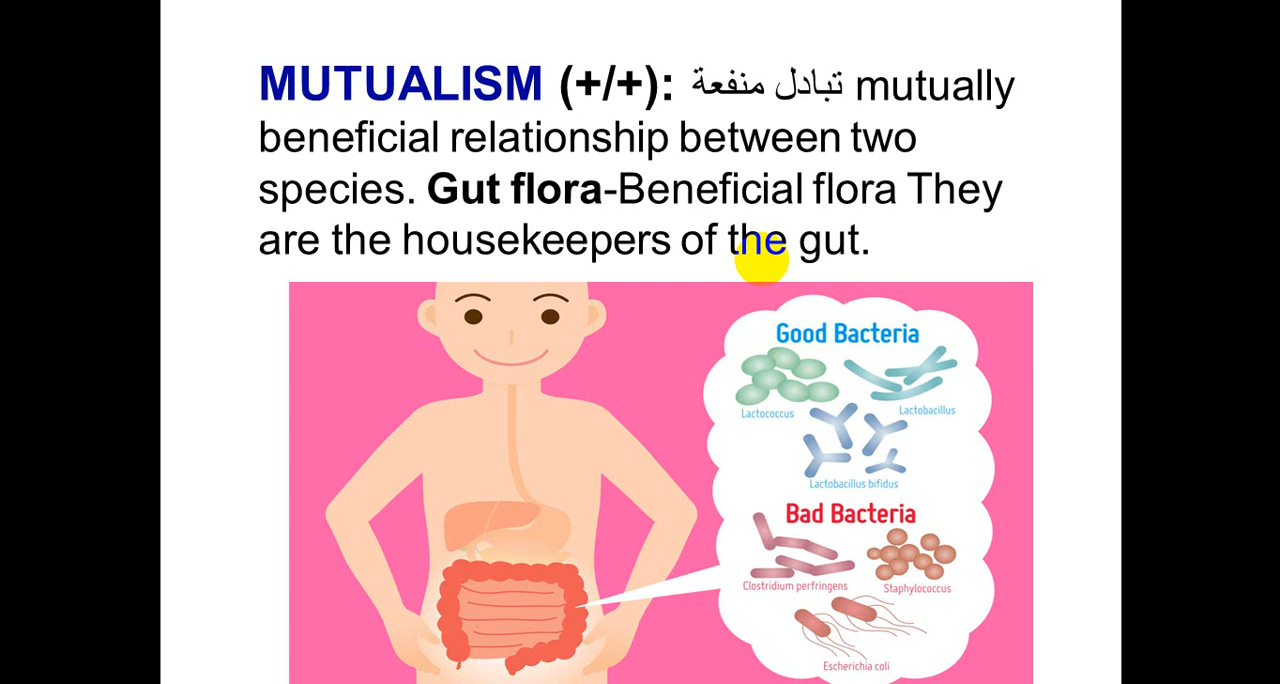 MUTUALISM (+/+): تبادل منفعة mutually
beneficial relationship between two
species. Gut flora-Beneficial flora They
are the housekeepers of the gut.
Good Bacteria
Lactococcus
Lactobacillus
Lactobacillus bifidus
Bad Bacteria
Clostridium perfringens
Staphylococcus
Escherichia coli